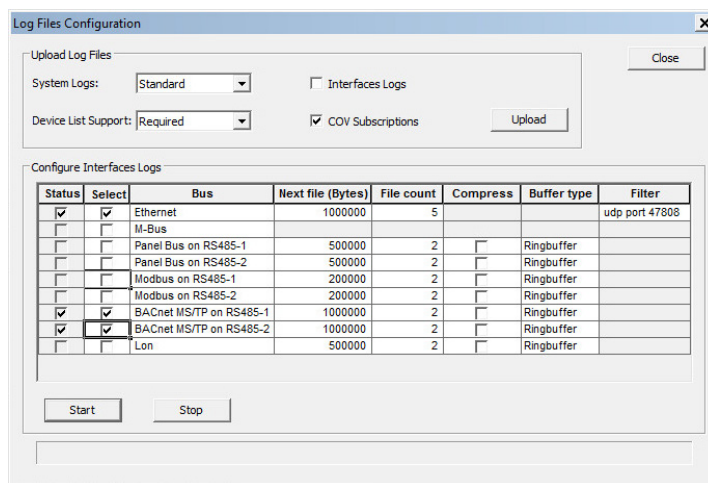 Log Files Configuration
Upload Log Files
Close
System Logs: Standard Interfaces Logs
Device List Support: Required COV Subscriptions Upload
Configure Interfaces Logs
Status Select Bus Next file (Bytes) File count Compress Buffer type Filter
Ethernet 1000000 5 udp port 47808
M-Bus
Panel Bus on RS485-1 500000 2 Ringbuffer
Panel Bus on RS485-2 500000 2 Ringbuffer
Modbus on RS485-1 200000 2 Ringbuffer
Modbus on RS485-2 200000 2 Ringbuffer
BACnet MS/TP on RS485-1 1000000 2 Ringbuffer
BACnet MS/TP on RS485-2 1000000 2 Ringbuffer
Lon 500000 2 Ringbuffer
Start Stop